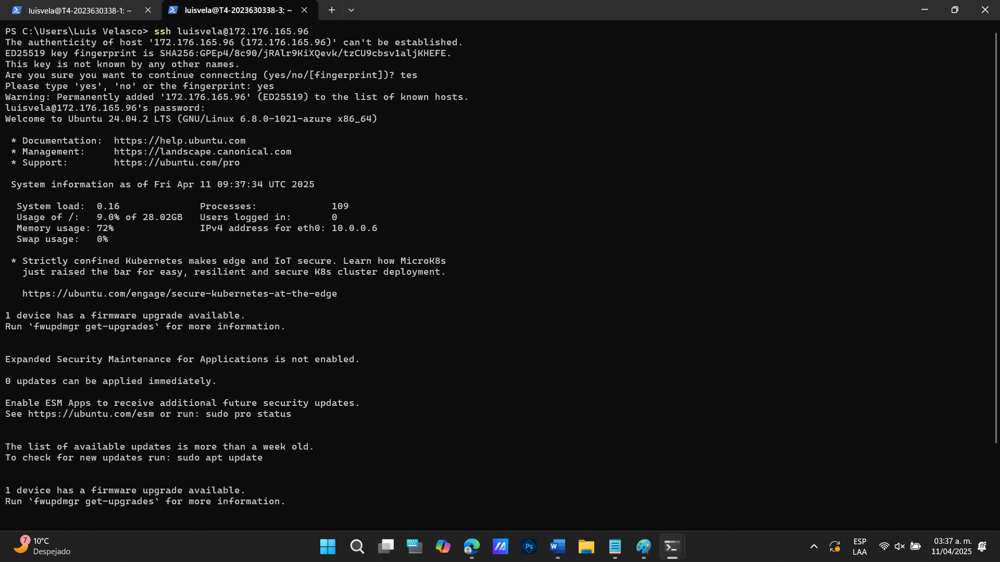 luisvela@T4-2023630338-1: ~
luisvela@T4-2023630338-3: ~
PS C:\Users\Luis Velasco> ssh luisvela@172.176.165.96
The authenticity of host '172.176.165.96 (172.176.165.96)' can't be established.
ED25519 key fingerprint is SHA256:GPEp4/8c90/jRAlr9KiXQevk/tzCU9cbsv1aljKHEFE.
This key is not known by any other names.
Are you sure you want to continue connecting (yes/no/[fingerprint])? tes
Please type 'yes', 'no' or the fingerprint: yes
Warning: Permanently added '172.176.165.96' (ED25519) to the list of known hosts.
luisvela@172.176.165.96's password:
Welcome to Ubuntu 24.04.2 LTS (GNU/Linux 6.8.0-1021-azure x86_64)
* Documentation:  https://help.ubuntu.com
* Management:     https://landscape.canonical.com
* Support:        https://ubuntu.com/pro
System information as of Fri Apr 11 09:37:34 UTC 2025
System load:  0.16              Processes:             109
Usage of /:   9.0% of 28.02GB   Users logged in:       0
Memory usage: 72%               IPv4 address for eth0: 10.0.0.6
Swap usage:   0%
* Strictly confined Kubernetes makes edge and IoT secure. Learn how MicroK8s
just raised the bar for easy, resilient and secure K8s cluster deployment.
https://ubuntu.com/engage/secure-kubernetes-at-the-edge
1 device has a firmware upgrade available.
Run `fwupdmgr get-upgrades` for more information.
Expanded Security Maintenance for Applications is not enabled.
0 updates can be applied immediately.
Enable ESM Apps to receive additional future security updates.
See https://ubuntu.com/esm or run: sudo pro status
The list of available updates is more than a week old.
To check for new updates run: sudo apt update
1 device has a firmware upgrade available.
Run `fwupdmgr get-upgrades` for more information.
7
10°C
Despejado
Ps
W
ESP
LAA
03:37 a. m.
11/04/2025